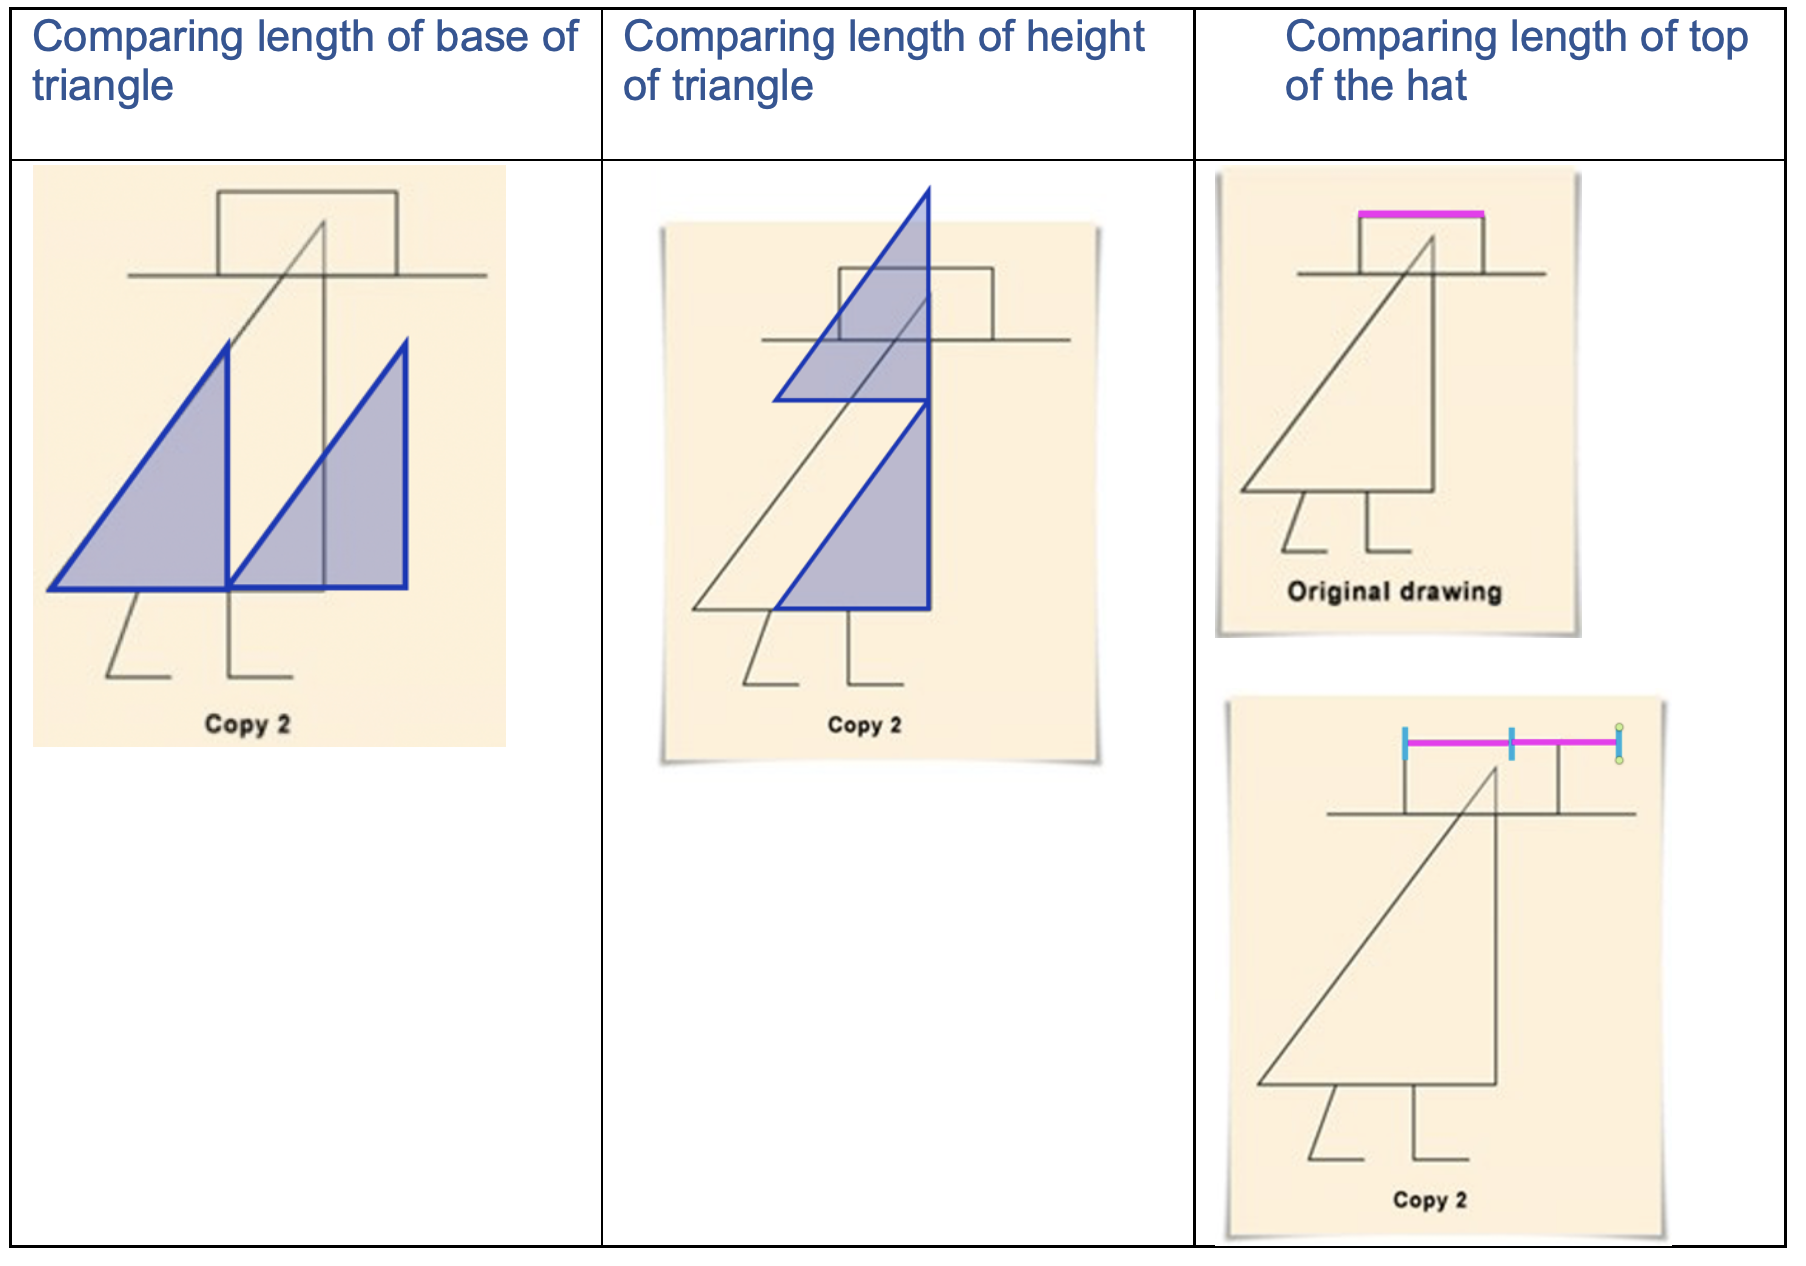 Comparing length of base of
triangle
Comparing length of height
of triangle
Comparing length of top
of the hat
Copy 2
Copy 2
Original drawing
Copy 2